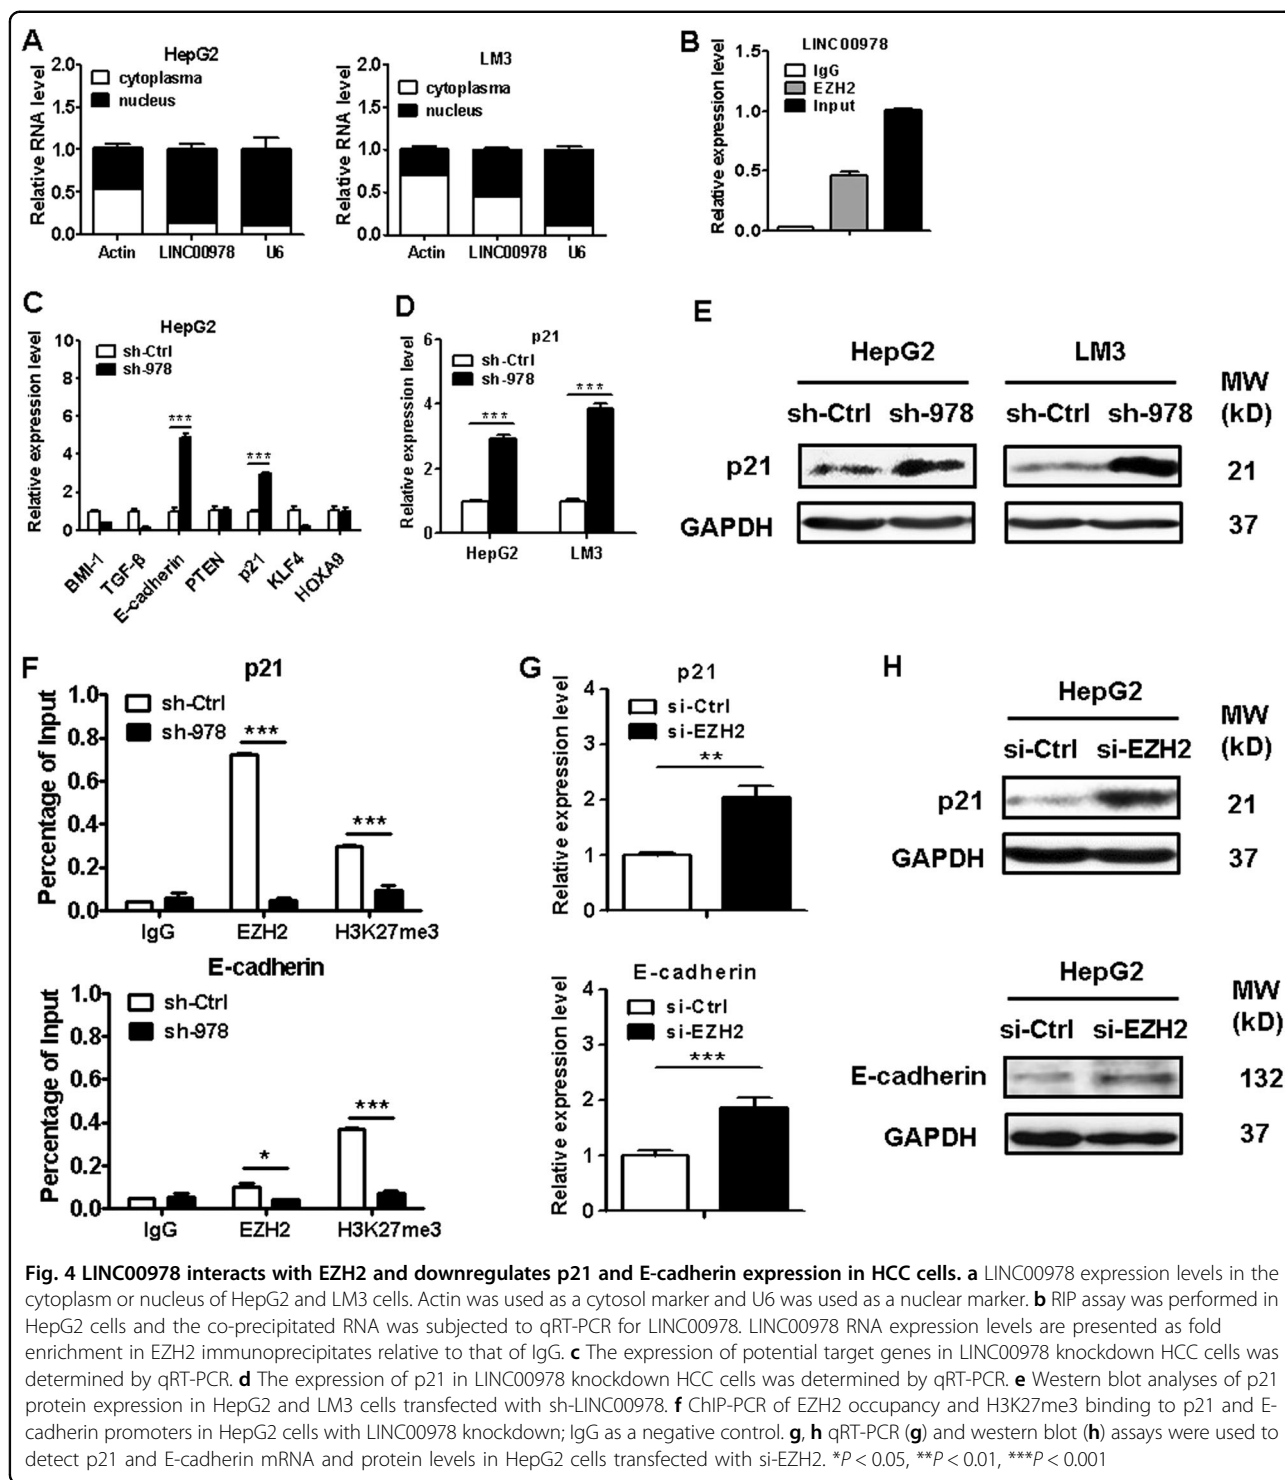 A
HepG2
Relative RNA level
2.0
1.5
1.0
0.5
0.0
cytoplasma
nucleus
Actin LINC00978 U6
LM3
Relative RNA level
2.0
1.5
1.0
0.5
0.0
cytoplasma
nucleus
Actin LINC00978 U6
B
LINC00978
Relative expression level
1.5
1.0
0.5
0.0
IgG
EZH2
Input
C
HepG2
Relative expression level
10
8
6
4
2
0
sh-Ctrl
sh-978
***
***
BMI-1 TGF-β E-cadherin PTEN p21 KLF4 HOXA9
D
p21
Relative expression level
6
4
2
0
sh-Ctrl
sh-978
***
***
HepG2 LM3
E
HepG2 LM3 MW
(kD)
sh-Ctrl sh-978 sh-Ctrl sh-978
p21 21
GAPDH 37
F
p21
Percentage of Input
1.0
0.8
0.6
0.4
0.2
0.0
sh-Ctrl
sh-978
***
***
IgG EZH2 H3K27me3
E-cadherin
Percentage of Input
1.0
0.8
0.6
0.4
0.2
0.0
sh-Ctrl
sh-978
*
***
IgG EZH2 H3K27me3
G
p21
Relative expression level
4
3
2
1
0
si-Ctrl
si-EZH2
**
E-cadherin
Relative expression level
4
3
2
1
0
si-Ctrl
si-EZH2
***
H
HepG2 MW
(kD)
si-Ctrl si-EZH2
p21 21
GAPDH 37
HepG2 MW
(kD)
si-Ctrl si-EZH2
E-cadherin 132
GAPDH 37
Fig. 4 LINC00978 interacts with EZH2 and downregulates p21 and E-cadherin expression in HCC cells. a LINC00978 expression levels in the
cytoplasm or nucleus of HepG2 and LM3 cells. Actin was used as a cytosol marker and U6 was used as a nuclear marker. b RIP assay was performed in
HepG2 cells and the co-precipitated RNA was subjected to qRT-PCR for LINC00978. LINC00978 RNA expression levels are presented as fold
enrichment in EZH2 immunoprecipitates relative to that of IgG. c The expression of potential target genes in LINC00978 knockdown HCC cells was
determined by qRT-PCR. d The expression of p21 in LINC00978 knockdown HCC cells was determined by qRT-PCR. e Western blot analyses of p21
protein expression in HepG2 and LM3 cells transfected with sh-LINC00978. f ChIP-PCR of EZH2 occupancy and H3K27me3 binding to p21 and E-
cadherin promoters in HepG2 cells with LINC00978 knockdown; IgG as a negative control. g, h qRT-PCR (g) and western blot (h) assays were used to
detect p21 and E-cadherin mRNA and protein levels in HepG2 cells transfected with si-EZH2. *P < 0.05, **P < 0.01, ***P < 0.001